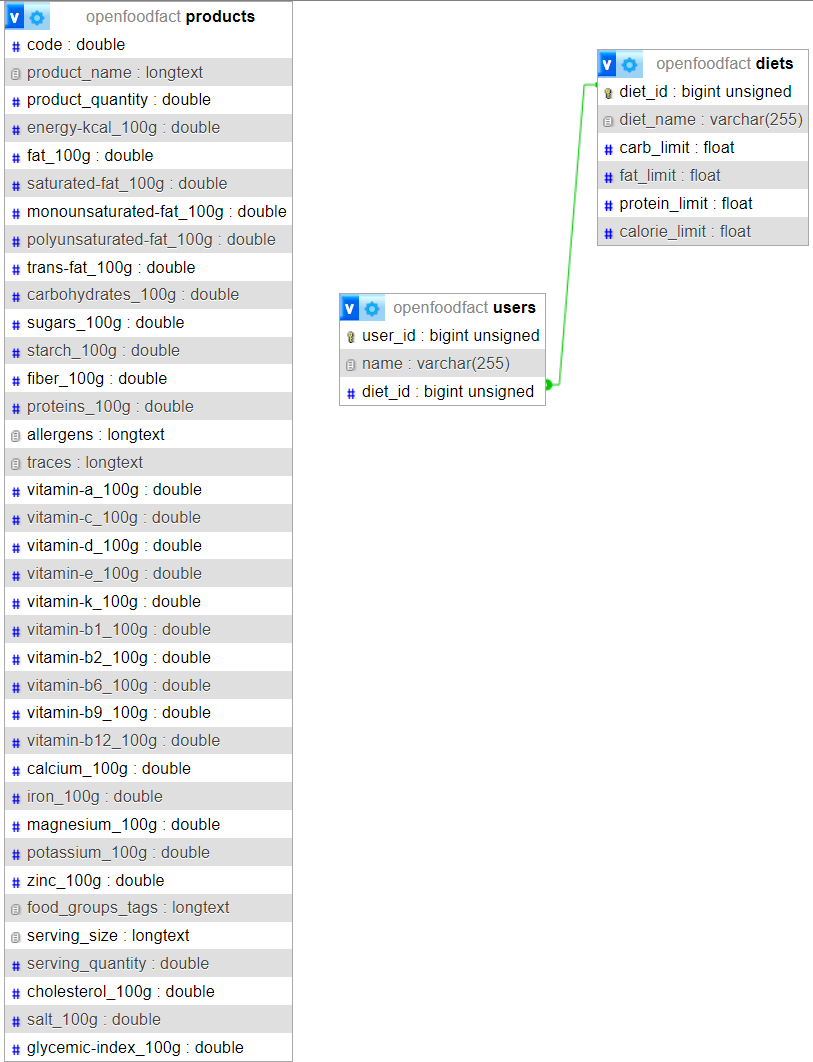 v openfoodfact products
# code : double
product_name : longtext
# product_quantity : double
# energy-kcal_100g : double
# fat_100g : double
# saturated-fat_100g : double
# monounsaturated-fat_100g : double
# polyunsaturated-fat_100g : double
# trans-fat_100g : double
# carbohydrates_100g : double
# sugars_100g : double
# starch_100g : double
# fiber_100g : double
# proteins_100g : double
allergens : longtext
traces : longtext
# vitamin-a_100g : double
# vitamin-c_100g : double
# vitamin-d_100g : double
# vitamin-e_100g : double
# vitamin-k_100g : double
# vitamin-b1_100g : double
# vitamin-b2_100g : double
# vitamin-b6_100g : double
# vitamin-b9_100g : double
# vitamin-b12_100g : double
# calcium_100g : double
# iron_100g : double
# magnesium_100g : double
# potassium_100g : double
# zinc_100g : double
food_groups_tags : longtext
serving_size : longtext
# serving_quantity : double
# cholesterol_100g : double
# salt_100g : double
# glycemic-index_100g : double
v openfoodfact users
user_id : bigint unsigned
name : varchar(255)
# diet_id : bigint unsigned
v openfoodfact diets
diet_id : bigint unsigned
diet_name : varchar(255)
# carb_limit : float
# fat_limit : float
# protein_limit : float
# calorie_limit : float